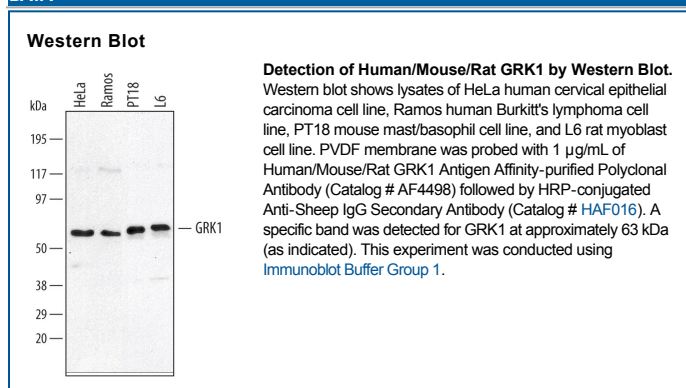 Western Blot
HeLa
Ramos
PT18
L6
kDa
195
117
97
50
38
29
20
GRK1
Detection of Human/Mouse/Rat GRK1 by Western Blot.
Western blot shows lysates of HeLa human cervical epithelial
carcinoma cell line, Ramos human Burkitt's lymphoma cell
line, PT18 mouse mast/basophil cell line, and L6 rat myoblast
cell line. PVDF membrane was probed with 1 µg/mL of
Human/Mouse/Rat GRK1 Antigen Affinity-purified Polyclonal
Antibody (Catalog # AF4498) followed by HRP-conjugated
Anti-Sheep IgG Secondary Antibody (Catalog # HAF016). A
specific band was detected for GRK1 at approximately 63 kDa
(as indicated). This experiment was conducted using
Immunoblot Buffer Group 1.